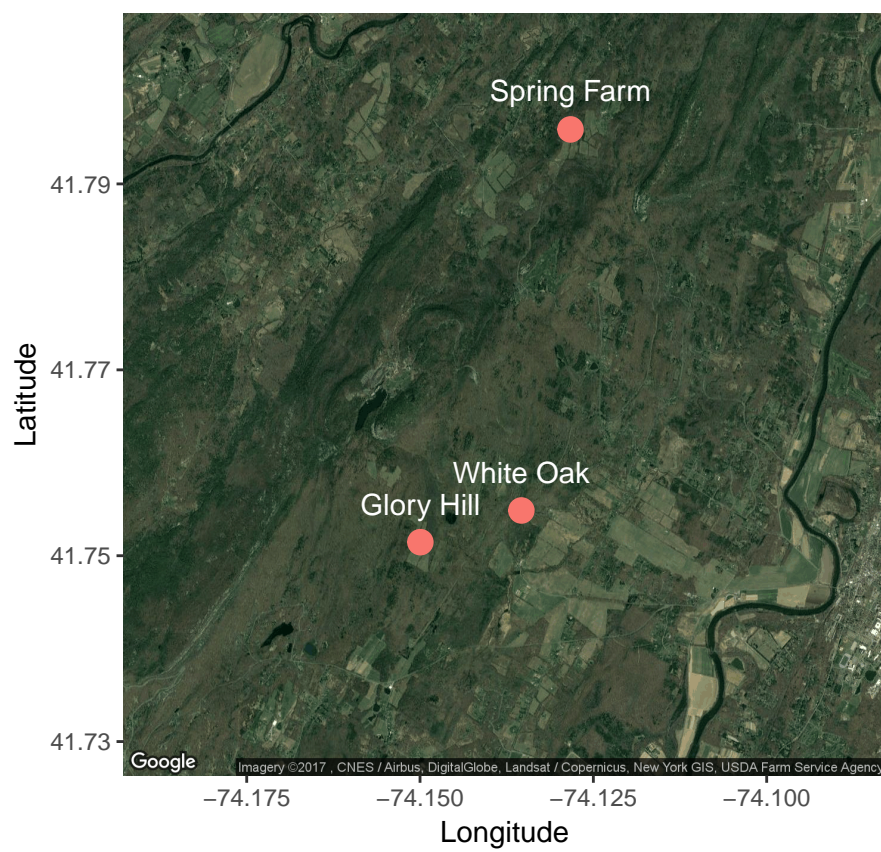 Spring Farm
41.79
41.77
Latitude
White Oak
Glory Hill
41.75
41.73
Google
Imagery ©2017 , CNES / Airbus, DigitalGlobe, Landsat / Copernicus, New York GIS, USDA Farm Service Agency
−74.175
−74.150
−74.125
−74.100
Longitude